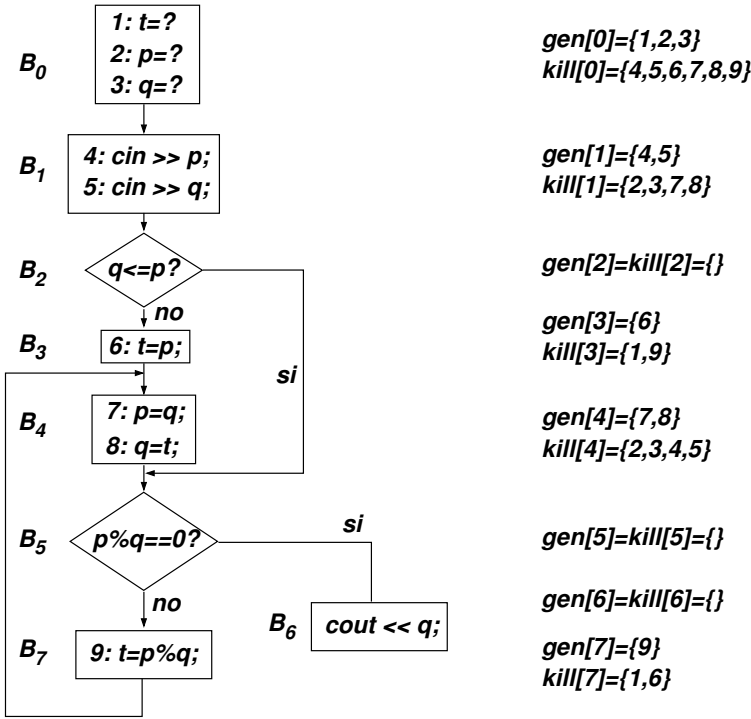 B0
1: t=?
2: p=?
3: q=?
gen[0]={1,2,3}
kill[0]={4,5,6,7,8,9}
B1
4: cin >> p;
5: cin >> q;
gen[1]={4,5}
kill[1]={2,3,7,8}
B2
q<=p?
gen[2]=kill[2]={}
no
si
B3
6: t=p;
gen[3]={6}
kill[3]={1,9}
B4
7: p=q;
8: q=t;
gen[4]={7,8}
kill[4]={2,3,4,5}
B5
p%q==0?
si
gen[5]=kill[5]={}
no
B6
cout << q;
gen[6]=kill[6]={}
B7
9: t=p%q;
gen[7]={9}
kill[7]={1,6}